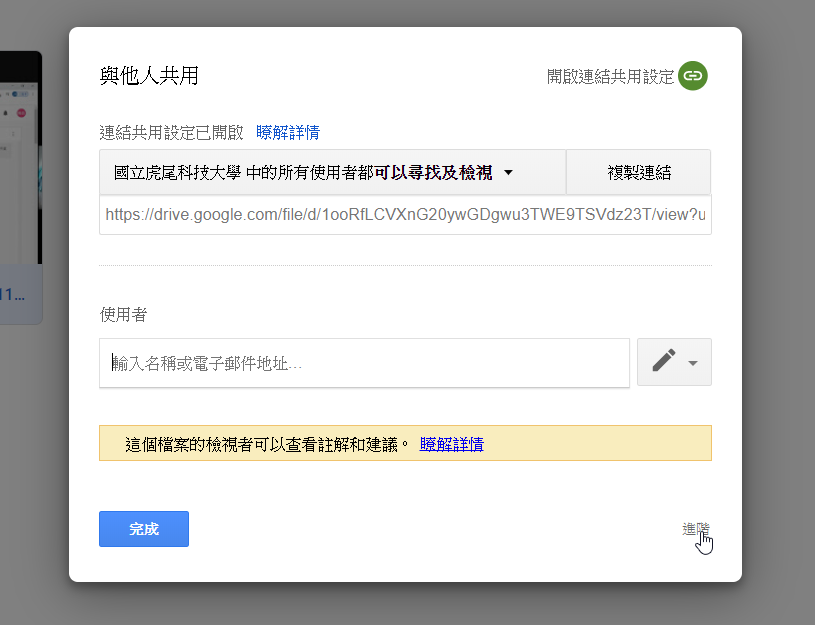 與他人共用
開啟連結共用設定
連結共用設定已開啟 瞭解詳情
國立虎尾科技大學 中的所有使用者都可以尋找及檢視
複製連結
https://drive.google.com/file/d/1ooRfLCVXnG20ywGDgwu3TWE9TSVdz23T/view?u
11...
使用者
輸入名稱或電子郵件地址...
這個檔案的檢視者可以查看註解和建議。 瞭解詳情
完成
進階